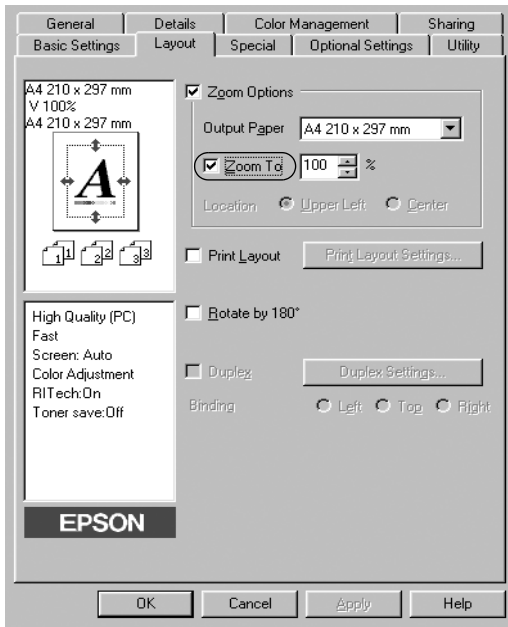 General Details Color Management Sharing
Basic Settings Layout Special Optional Settings Utility
A4 210 x 297 mm
V 100%
A4 210 x 297 mm
A
1 1 2 2 3 3
Zoom Options
Output Paper A4 210 x 297 mm
Zoom To 100 %
Location Upper Left Center
Print Layout Print Layout Settings...
Rotate by 180°
Duplex Duplex Settings...
Binding Left Top Right
High Quality (PC)
Fast
Screen: Auto
Color Adjustment
RITech:On
Toner save:Off
EPSON
OK Cancel Apply Help